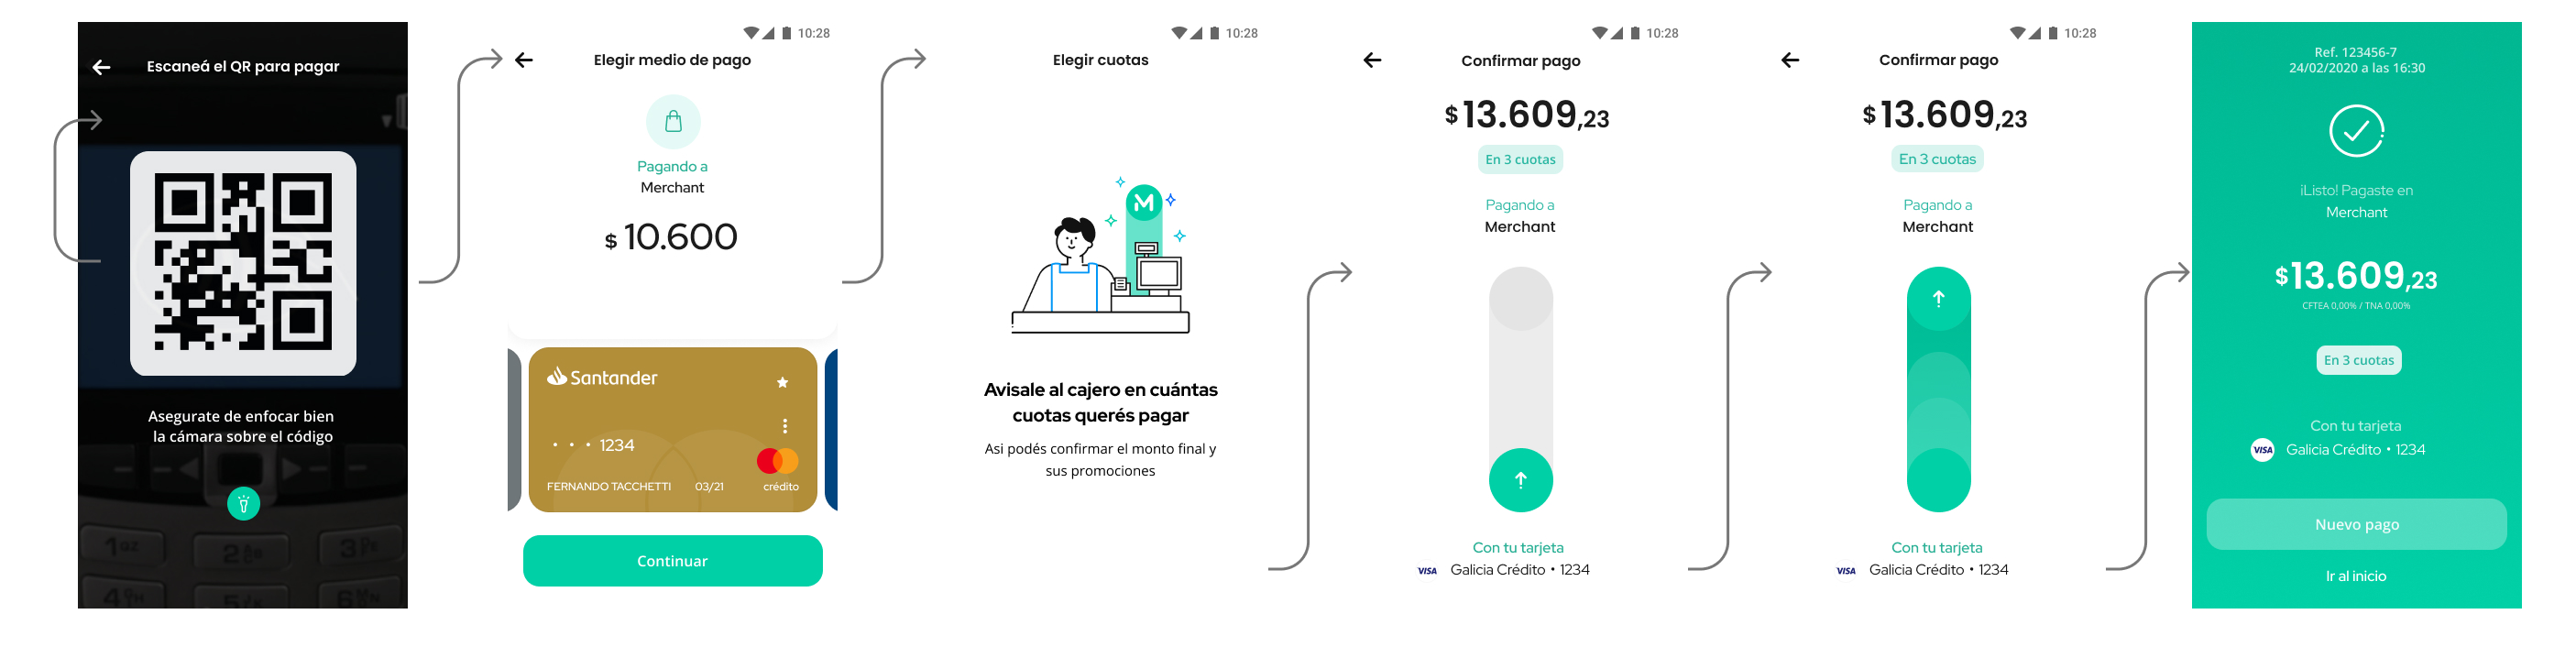 Escaneá el QR para pagar
Asegurate de enfocar bien
la cámara sobre el código
10:28
Elegir medio de pago
Pagando a
Merchant
$ 10.600
Santander
• • • 1234
FERNANDO TACCHETTI 03/21 crédito
Continuar
10:28
Elegir cuotas
Avisale al cajero en cuántas
cuotas querés pagar
Asi podés confirmar el monto final y
sus promociones
10:28
Confirmar pago
$13.609,23
En 3 cuotas
Pagando a
Merchant
Con tu tarjeta
VISA Galicia Crédito • 1234
10:28
Confirmar pago
$13.609,23
En 3 cuotas
Pagando a
Merchant
Con tu tarjeta
VISA Galicia Crédito • 1234
Ref. 123456-7
24/02/2020 a las 16:30
¡Listo! Pagaste en
Merchant
$13.609,23
CFTEA 0,00% / TNA 0,00%
En 3 cuotas
Con tu tarjeta
VISA Galicia Crédito • 1234
Nuevo pago
Ir al inicio